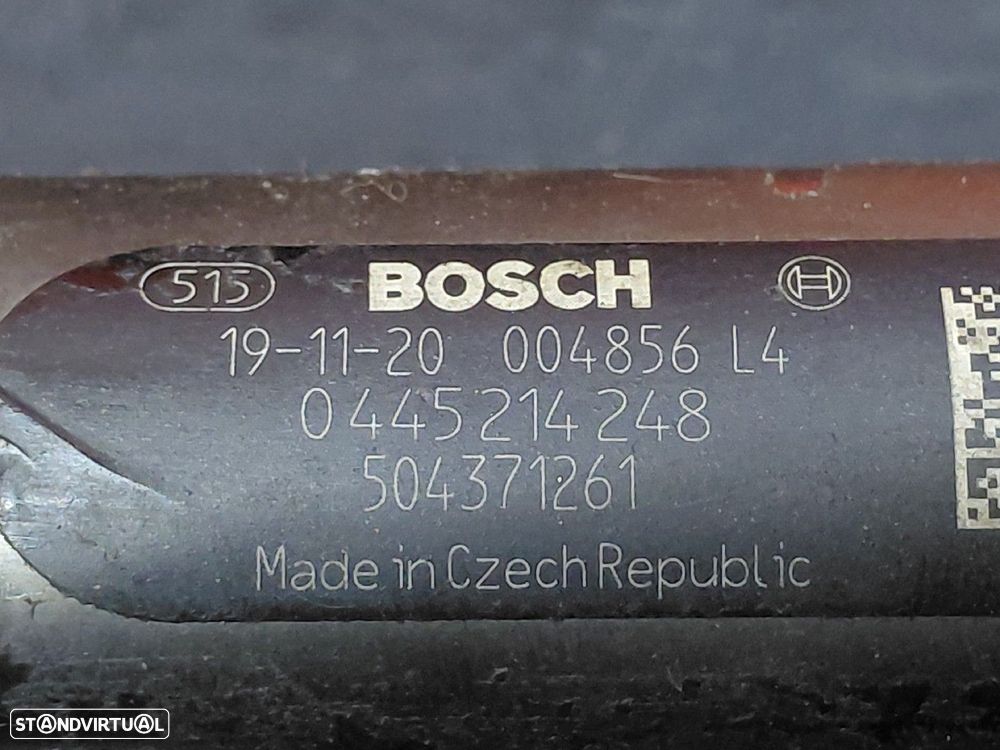 515 BOSCH H
19-11-20 004856 L4
0 445 214 248
504371261
Made in Czech Republic
STANDVIRTUAL